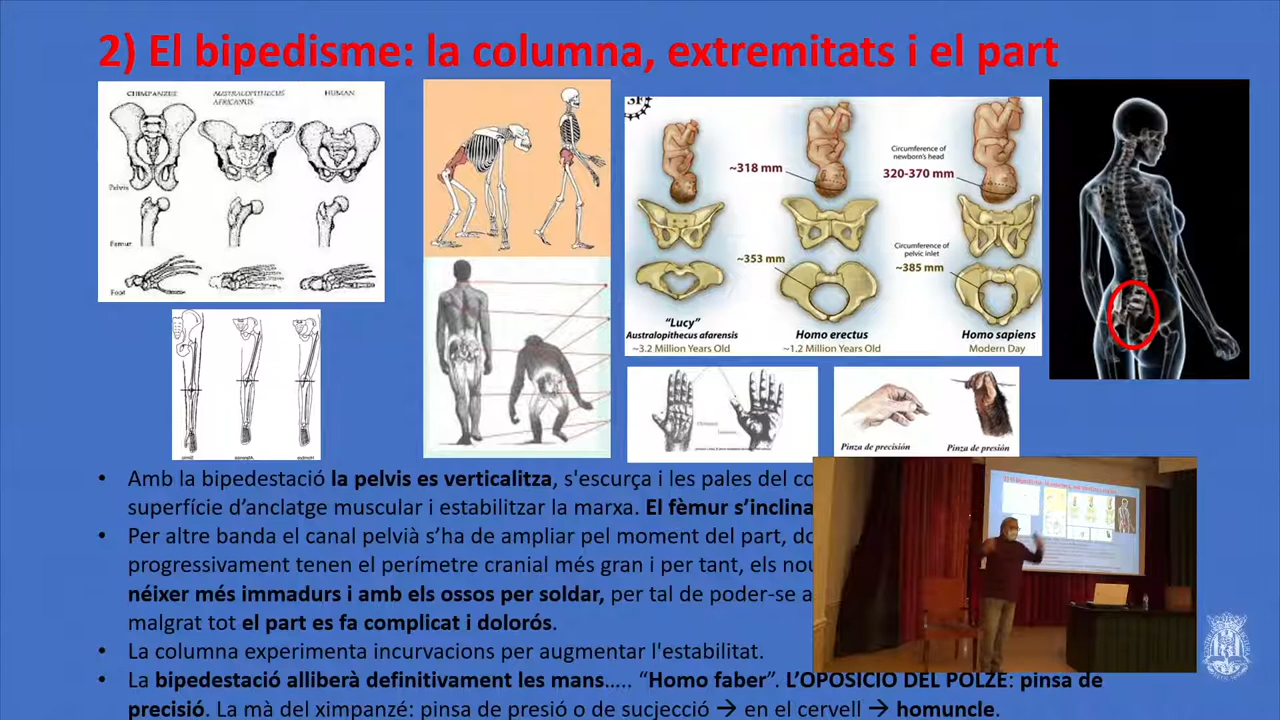 2) El bipedisme: la columna, extremitats i el part
CHIMPANZEE
AUSTRALOPITHECUS
AFRICANUS
HUMAN
Pelvis
Femur
Foot
~318 mm
Circumference of
newborn's head
320-370 mm
Circumference of
pelvic inlet
~353 mm
~385 mm
"Lucy"
Australopithecus afarensis
~3.2 Million Years Old
Homo erectus
~1.2 Million Years Old
Homo sapiens
Modern Day
Pinza de precisión
Pinza de presión
• Amb la bipedestació la pelvis es verticalitza, s'escurça i les pales del
superfície d'anclatge muscular i estabilitzar la marxa. El fèmur s'inclina
• Per altre banda el canal pelvià s'ha de ampliar pel moment del part,
progressivament tenen el perímetre cranial més gran i per tant, els
néixer més immadurs i amb els ossos per soldar, per tal de poder-se
malgrat tot el part es fa complicat i dolorós.
• La columna experimenta incurvacions per augmentar l'estabilitat.
• La bipedestació alliberà definitivament les mans..... "Homo faber". L'OPOSICIÓ DEL POLZE: pinsa de
precisió. La mà del ximpanzé: pinsa de presió o de sucjecció → en el cervell → homuncle.